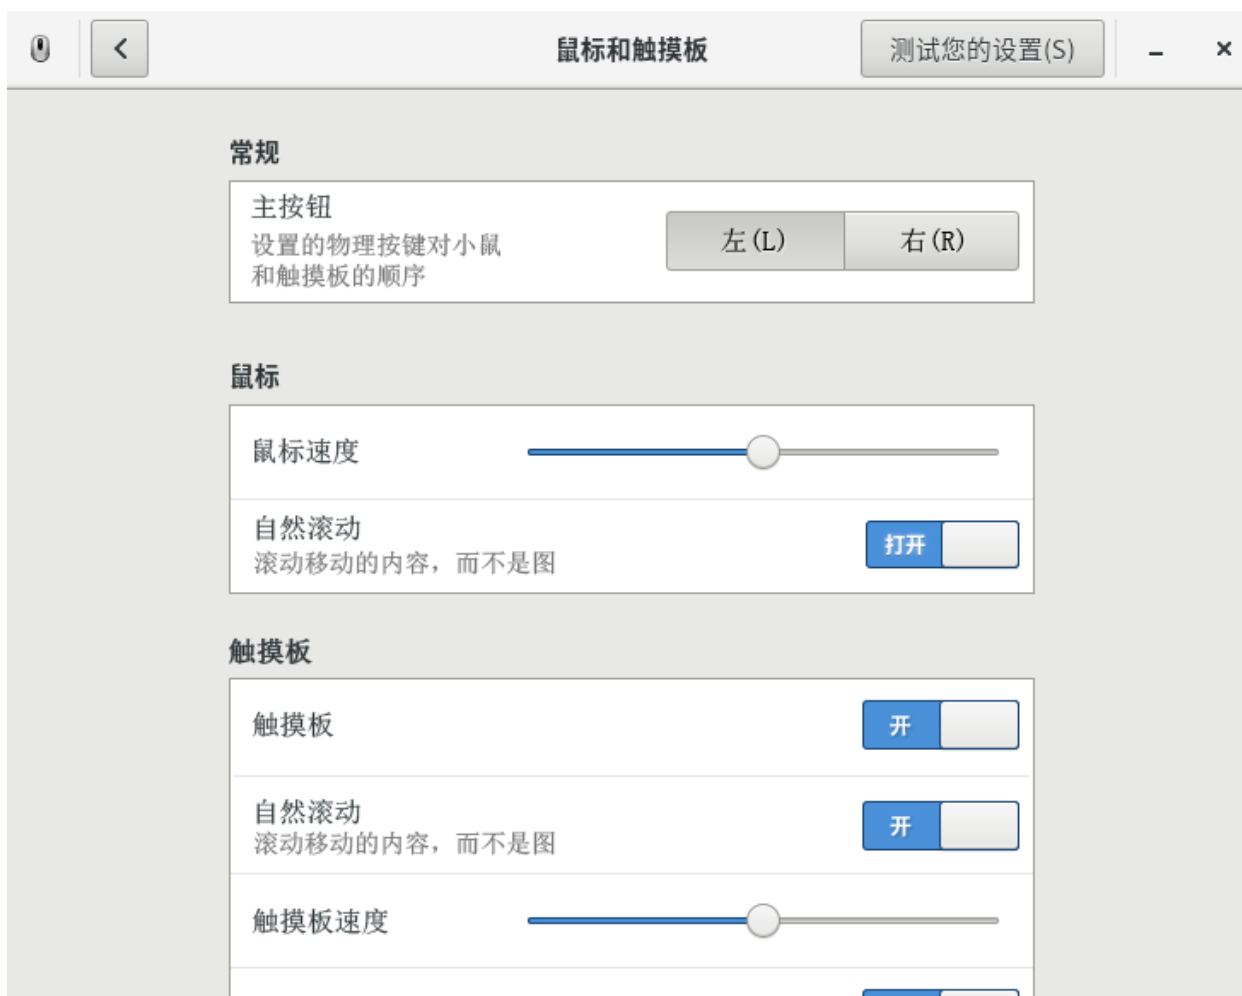 鼠标和触摸板
测试您的设置(S)
常规
主按钮
设置的物理按键对小鼠
和触摸板的顺序
左(L)
右(R)
鼠标
鼠标速度
自然滚动
滚动移动的内容，而不是图
打开
触摸板
触摸板
开
自然滚动
滚动移动的内容，而不是图
开
触摸板速度